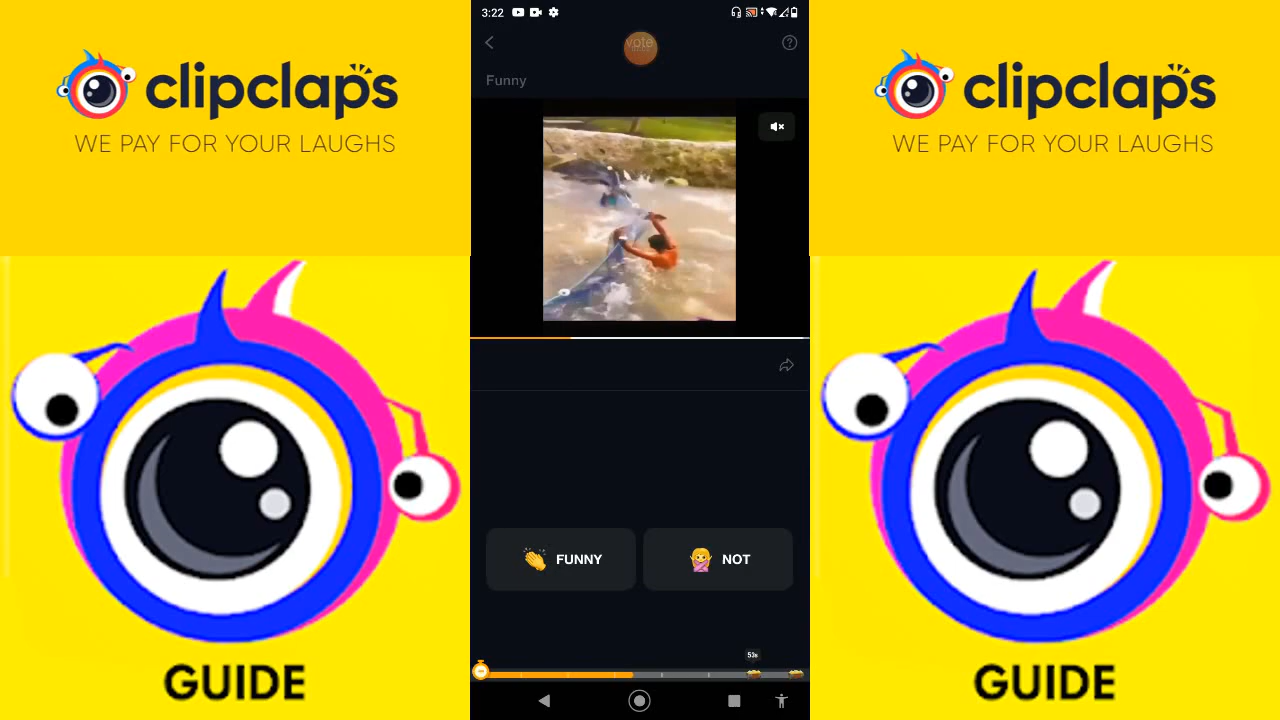 clipclaps
WE PAY FOR YOUR LAUGHS
GUIDE
3:22
vote
Funny
FUNNY
NOT
53s
clipclaps
WE PAY FOR YOUR LAUGHS
GUIDE